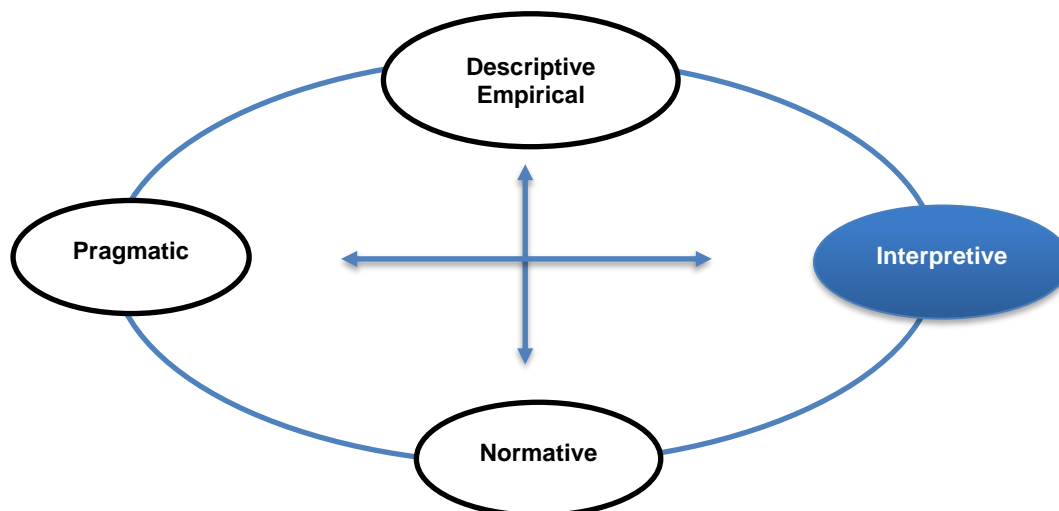 Descriptive
Empirical
Pragmatic
Interpretive
Normative